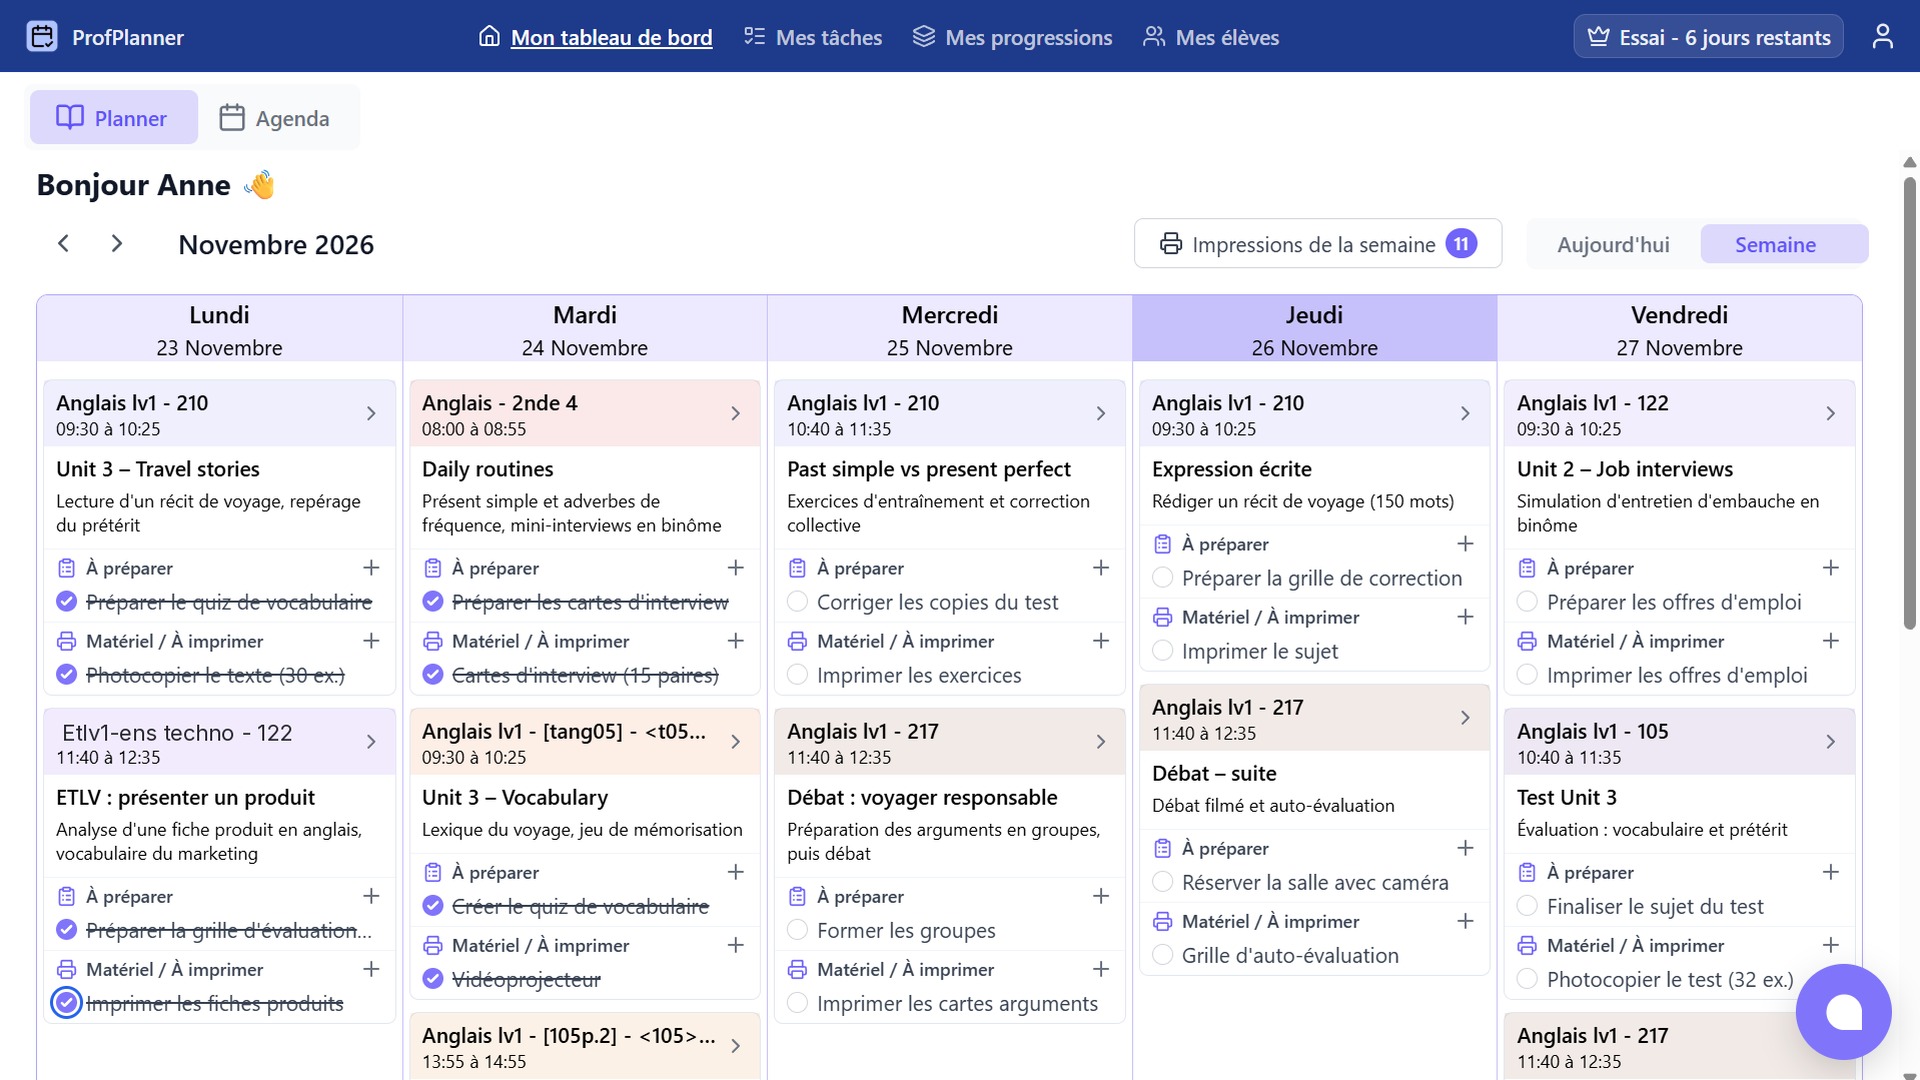 ProfPlanner
Mon tableau de bord
Mes tâches
Mes progressions
Mes élèves
Essai - 6 jours restants
Planner
Agenda
Bonjour Anne 👋
Novembre 2026
Impressions de la semaine 11
Aujourd'hui
Semaine
Lundi
23 Novembre
Mardi
24 Novembre
Mercredi
25 Novembre
Jeudi
26 Novembre
Vendredi
27 Novembre
Anglais lv1 - 210
09:30 à 10:25
Unit 3 – Travel stories
Lecture d'un récit de voyage, repérage
du prétérit
À préparer
Préparer le quiz de vocabulaire
Matériel / À imprimer
Photocopier le texte (30 ex.)
Etlv1-ens techno - 122
11:40 à 12:35
ETLV : présenter un produit
Analyse d'une fiche produit en anglais,
vocabulaire du marketing
À préparer
Préparer la grille d'évaluation...
Matériel / À imprimer
Imprimer les fiches produits
Anglais - 2nde 4
08:00 à 08:55
Daily routines
Présent simple et adverbes de
fréquence, mini-interviews en binôme
À préparer
Préparer les cartes d'interview
Matériel / À imprimer
Cartes d'interview (15 paires)
Anglais lv1 - [tang05] - <t05...
09:30 à 10:25
Unit 3 – Vocabulary
Lexique du voyage, jeu de mémorisation
À préparer
Créer le quiz de vocabulaire
Matériel / À imprimer
Vidéoprojecteur
Anglais lv1 - [105p.2] - <105>...
13:55 à 14:55
Anglais lv1 - 210
10:40 à 11:35
Past simple vs present perfect
Exercices d'entraînement et correction
collective
À préparer
Corriger les copies du test
Matériel / À imprimer
Imprimer les exercices
Anglais lv1 - 217
11:40 à 12:35
Débat : voyager responsable
Préparation des arguments en groupes,
puis débat
À préparer
Former les groupes
Matériel / À imprimer
Imprimer les cartes arguments
Anglais lv1 - 210
09:30 à 10:25
Expression écrite
Rédiger un récit de voyage (150 mots)
À préparer
Préparer la grille de correction
Matériel / À imprimer
Imprimer le sujet
Anglais lv1 - 217
11:40 à 12:35
Débat – suite
Débat filmé et auto-évaluation
À préparer
Réserver la salle avec caméra
Matériel / À imprimer
Grille d'auto-évaluation
Anglais lv1 - 122
09:30 à 10:25
Unit 2 – Job interviews
Simulation d'entretien d'embauche en
binôme
À préparer
Préparer les offres d'emploi
Matériel / À imprimer
Imprimer les offres d'emploi
Anglais lv1 - 105
10:40 à 11:35
Test Unit 3
Évaluation : vocabulaire et prétérit
À préparer
Finaliser le sujet du test
Matériel / À imprimer
Photocopier le test (32 ex.)
Anglais lv1 - 217
11:40 à 12:35